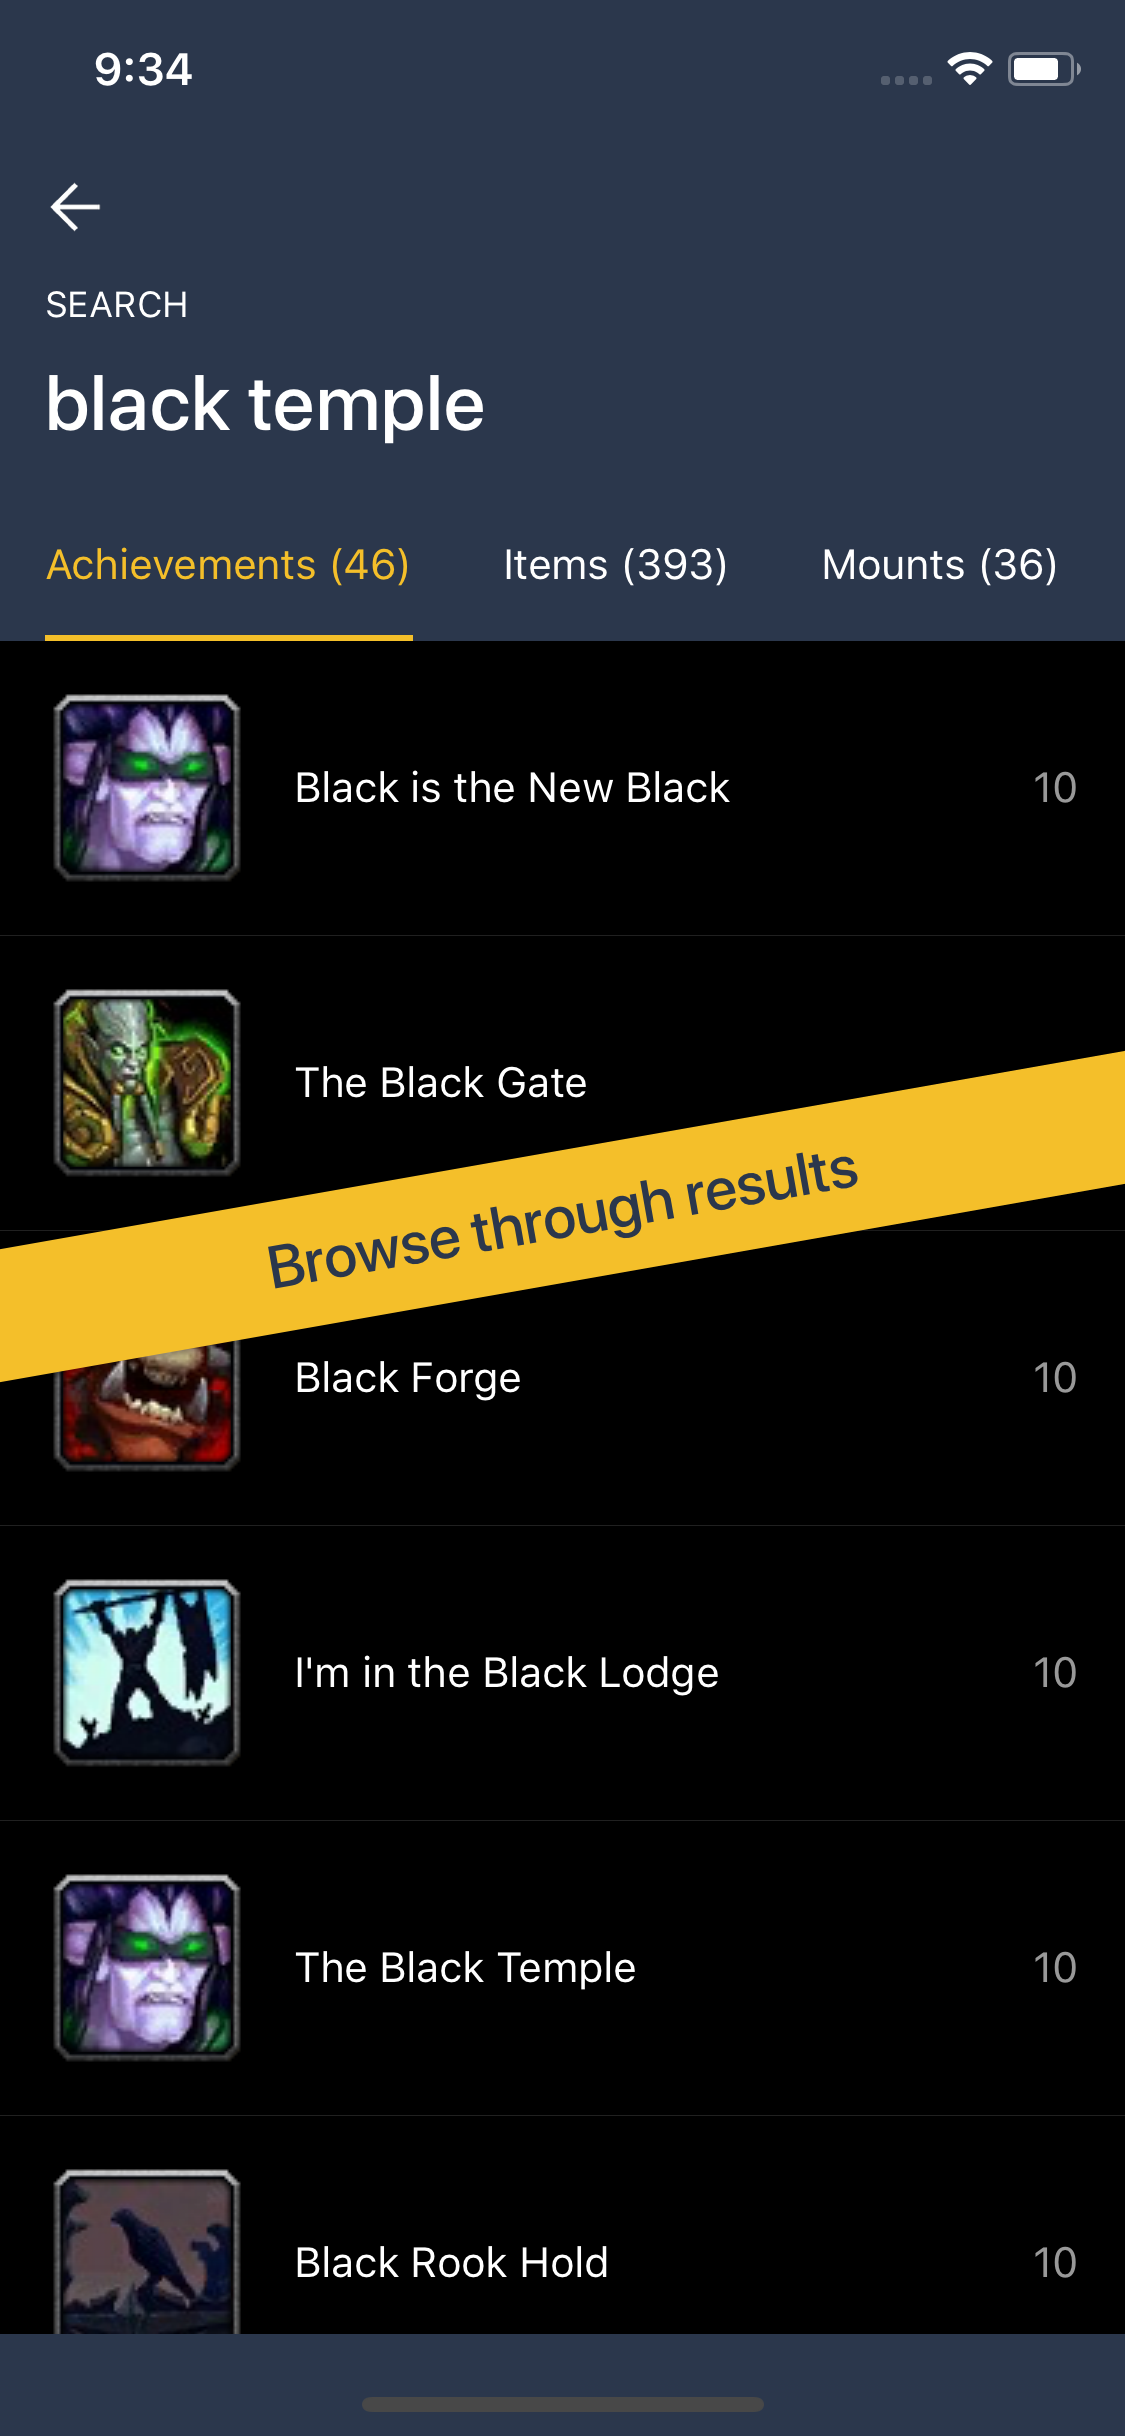 9:34
SEARCH
black temple
Achievements (46) Items (393) Mounts (36)
Black is the New Black 10
The Black Gate
Browse through results
Black Forge 10
I'm in the Black Lodge 10
The Black Temple 10
Black Rook Hold 10